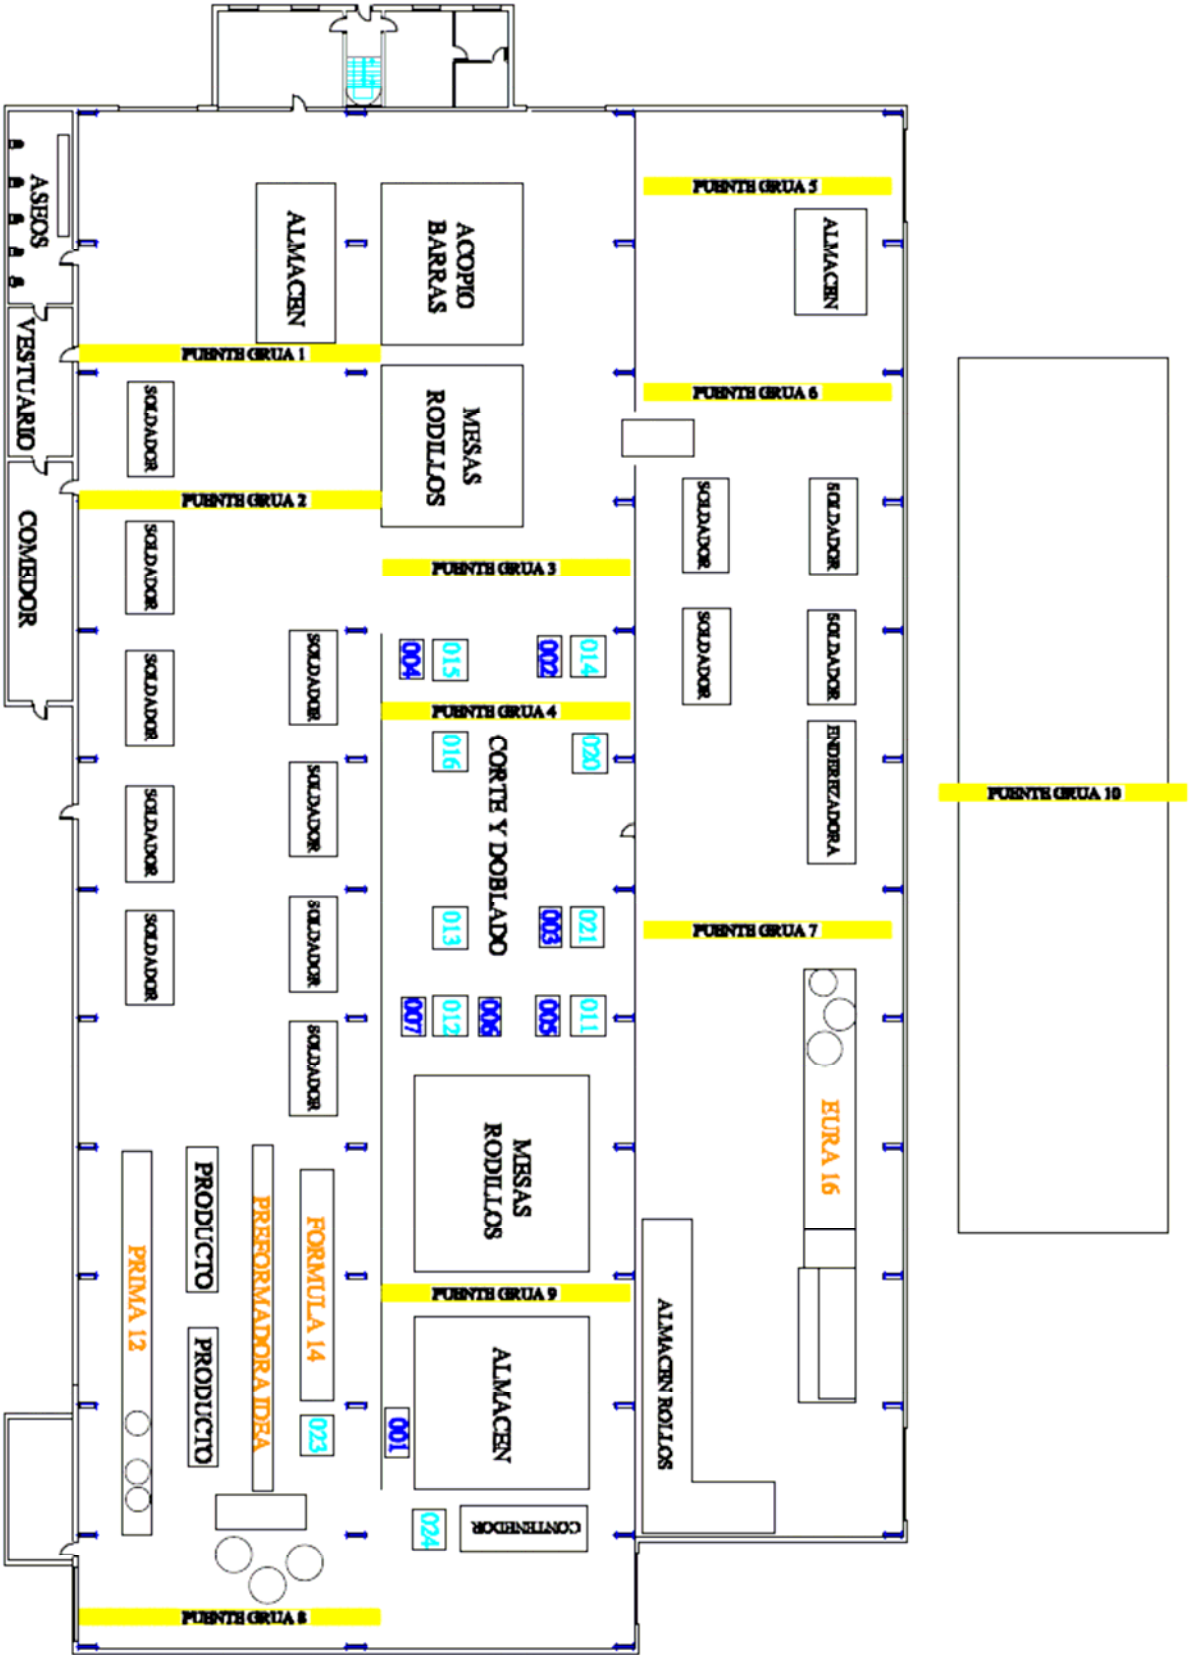 PUENTE GRUA 5
ASEOS
ALMACEN
ACOPIO
BARRAS
ALMACEN
VESTUARIO
PUENTE GRUA 1
PUENTE GRUA 6
SOLDADOR
MESAS
RODILLOS
PUENTE GRUA 2
SOLDADOR
SOLDADOR
COMEDOR
SOLDADOR
PUENTE GRUA 3
SOLDADOR
SOLDADOR
SOLDADOR
SOLDADOR
004
015
002
014
PUENTE GRUA 4
016
CORTE Y DOBLADO
020
ENDEREZADORA
PUENTE GRUA 10
SOLDADOR
SOLDADOR
SOLDADOR
SOLDADOR
013
003
021
PUENTE GRUA 7
007
012
006
005
011
SOLDADOR
EURA 16
MESAS
RODILLOS
PRODUCTO
PREFORMADORA IDEA
FORMULA 14
PRIMA 12
PUENTE GRUA 9
PRODUCTO
ALMACEN
ALMACEN ROLLOS
023
001
024
CONTENEDOR
PUENTE GRUA 8